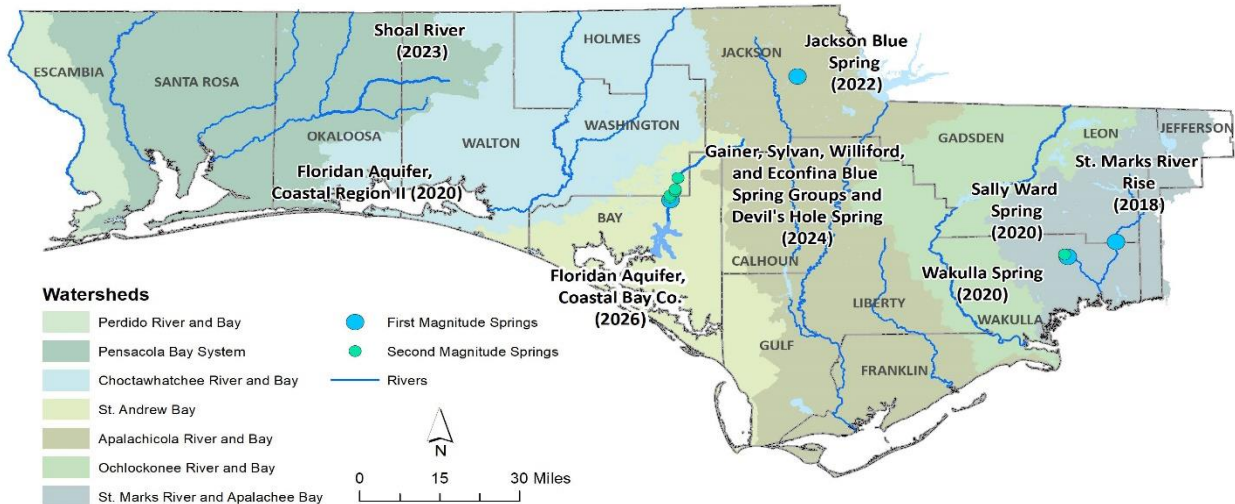 Shoal River
(2023)
HOLMES
JACKSON
Jackson Blue
Spring
(2022)
ESCAMBIA
SANTA ROSA
OKALOOSA
WALTON
WASHINGTON
GADSDEN
LEON
JEFFERSON
Floridan Aquifer,
Coastal Region II (2020)
Gainer, Sylvan, Williford,
and Econfina Blue
Spring Groups and
Devil's Hole Spring
(2024)
St. Marks River
Rise
(2018)
Sally Ward
Spring
(2020)
BAY
CALHOUN
Floridan Aquifer,
Coastal Bay Co.
(2026)
Wakulla Spring
(2020)
LIBERTY
WAKULLA
GULF
FRANKLIN
Watersheds
Perdido River and Bay
Pensacola Bay System
Choctawhatchee River and Bay
St. Andrew Bay
Apalachicola River and Bay
Ochlockonee River and Bay
St. Marks River and Apalachee Bay
First Magnitude Springs
Second Magnitude Springs
Rivers
N
0 15 30 Miles